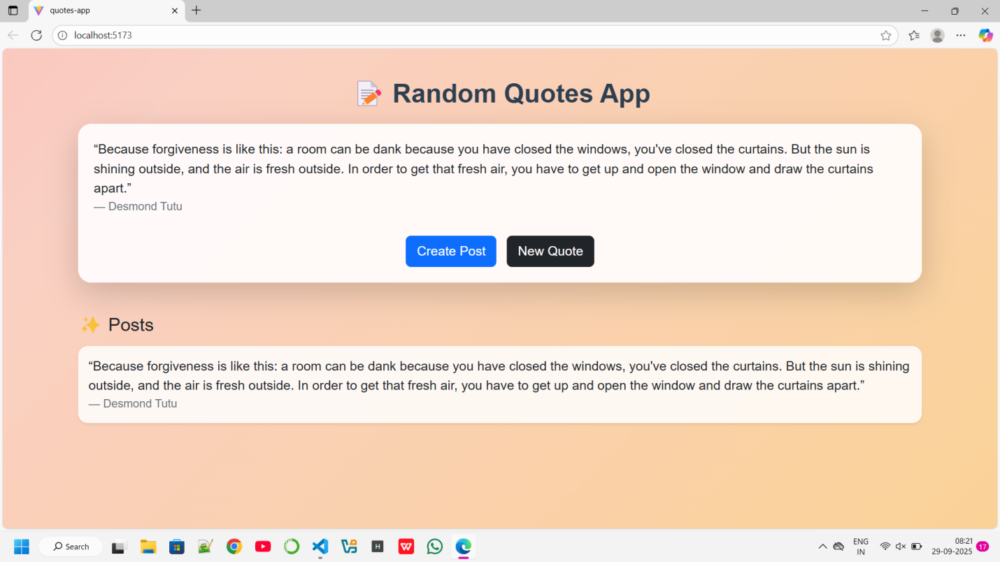 quotes-app
localhost:5173
Random Quotes App
“Because forgiveness is like this: a room can be dank because you have closed the windows, you've closed the curtains. But the sun is
shining outside, and the air is fresh outside. In order to get that fresh air, you have to get up and open the window and draw the curtains
apart.”
— Desmond Tutu
Create Post New Quote
Posts
“Because forgiveness is like this: a room can be dank because you have closed the windows, you've closed the curtains. But the sun is shining
outside, and the air is fresh outside. In order to get that fresh air, you have to get up and open the window and draw the curtains apart.”
— Desmond Tutu
Search
H
W
ENG
IN
08:21
29-09-2025
17